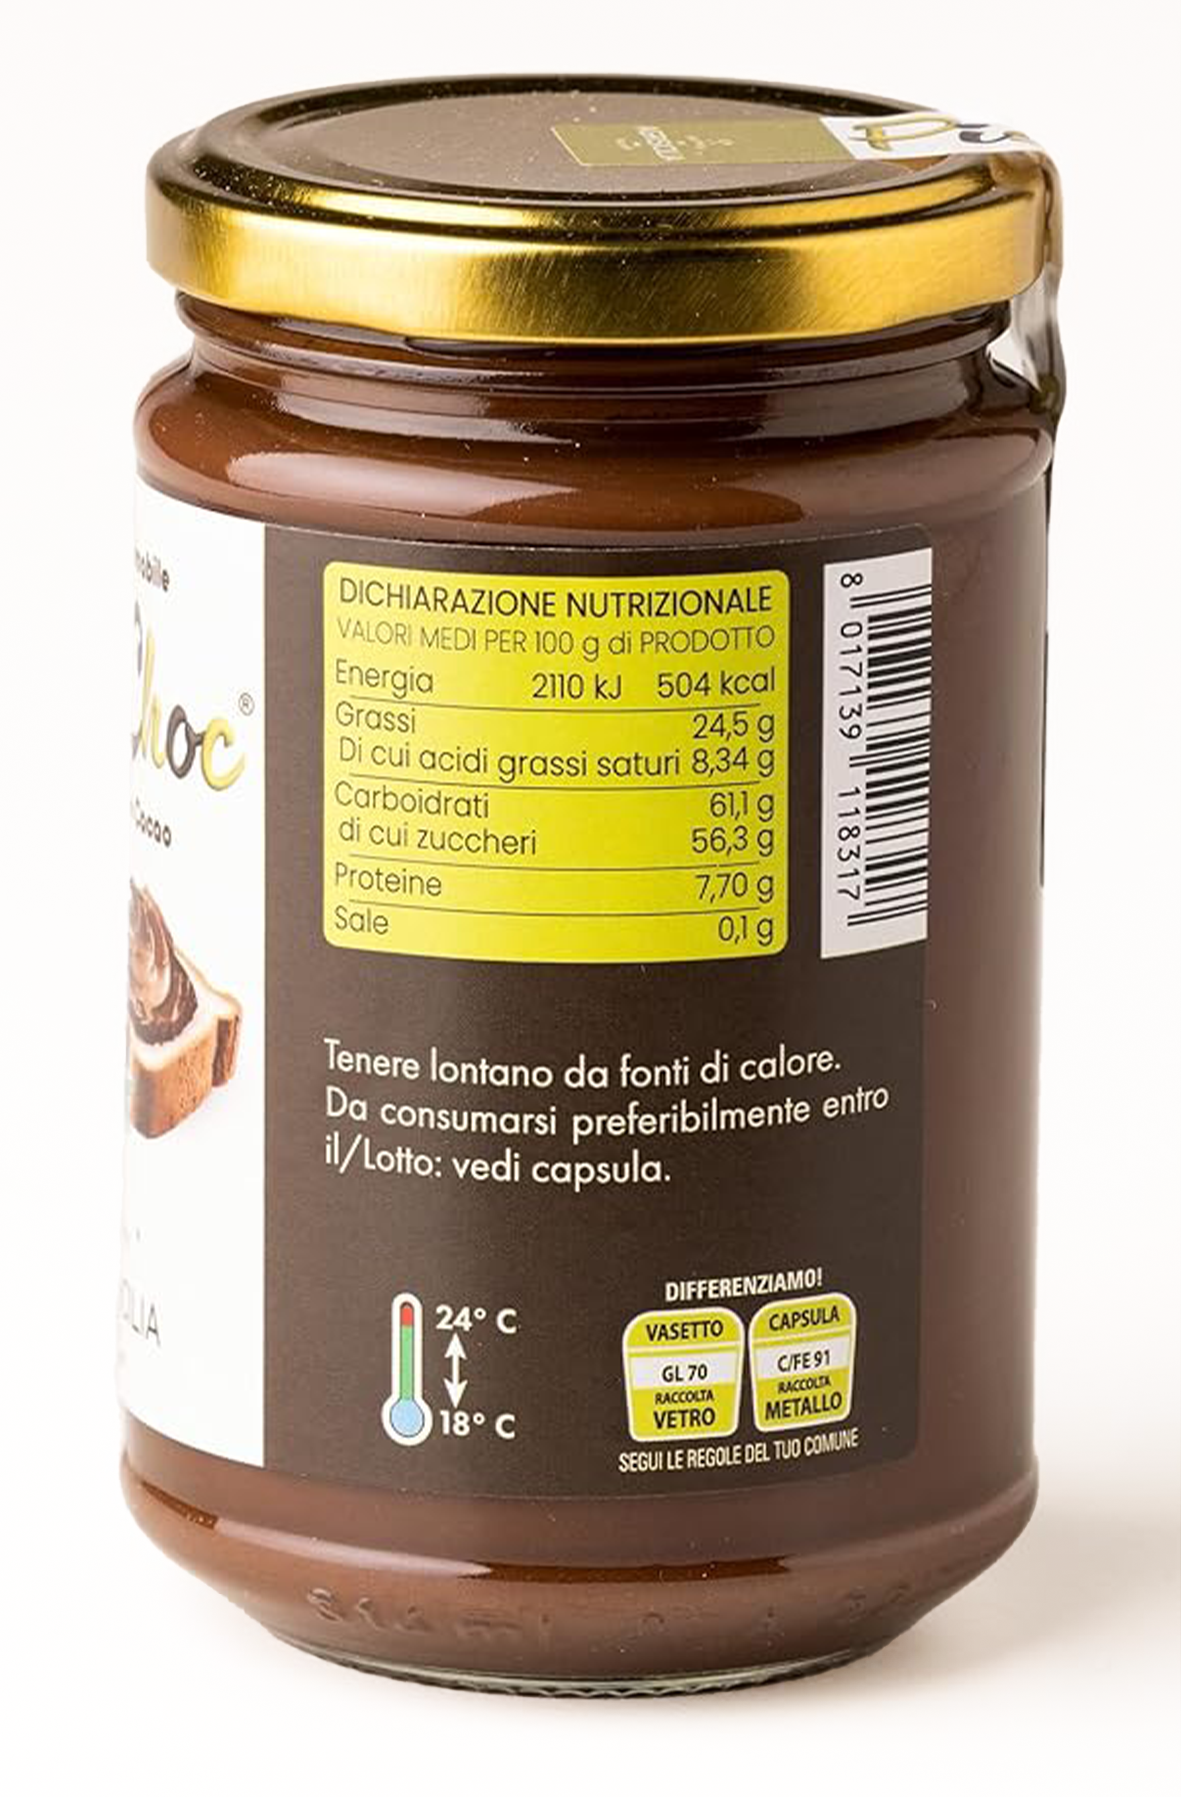 Choc®
Cacao
DICHIARAZIONE NUTRIZIONALE
VALORI MEDI PER 100 g di PRODOTTO
Energia 2110 kJ 504 kcal
Grassi 24,5 g
Di cui acidi grassi saturi 8,34 g
Carboidrati 61,1 g
di cui zuccheri 56,3 g
Proteine 7,70 g
Sale 0,1 g
8 017139 118317
Tenere lontano da fonti di calore.
Da consumarsi preferibilmente entro
il/Lotto: vedi capsula.
24° C
18° C
DIFFERENZIAMO!
VASETTO
GL 70
RACCOLTA
VETRO
CAPSULA
C/FE 91
RACCOLTA
METALLO
SEGUI LE REGOLE DEL TUO COMUNE